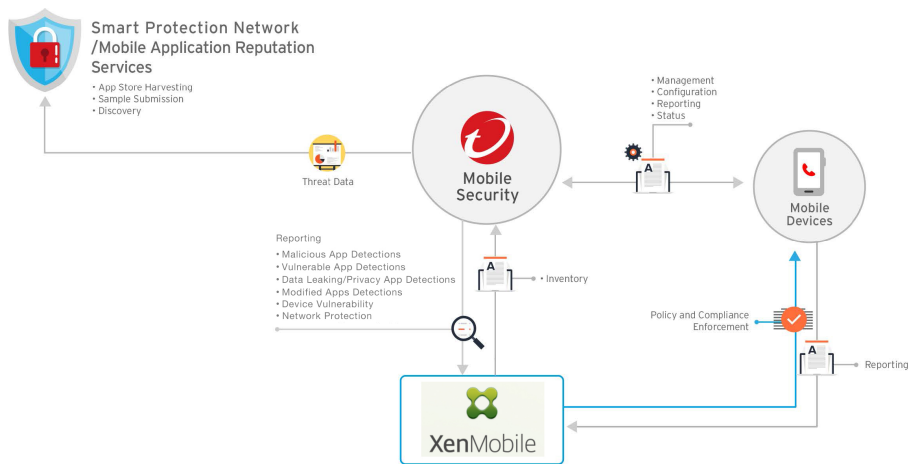 Smart Protection Network
/Mobile Application Reputation
Services
• App Store Harvesting
• Sample Submission
• Discovery
Threat Data
Mobile
Security
• Management
• Configuration
• Reporting
• Status
A
Mobile
Devices
Reporting
• Malicious App Detections
• Vulnerable App Detections
• Data Leaking/Privacy App Detections
• Modified Apps Detections
• Device Vulnerability
• Network Protection
A
• Inventory
Policy and Compliance
Enforcement
A
Reporting
XenMobile